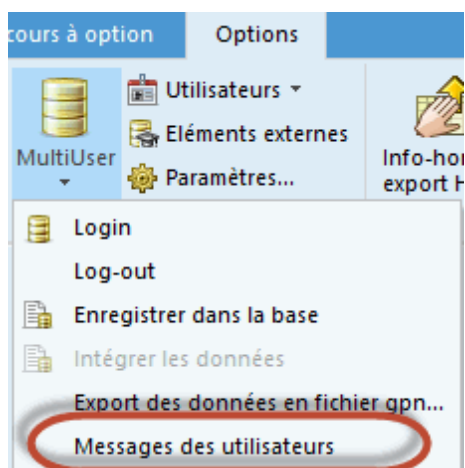 cours à option
Options
MultiUser
Utilisateurs
Eléments externes
Paramètres...
Info-hor
export H
Login
Log-out
Enregistrer dans la base
Intégrer les données
Export des données en fichier gpn...
Messages des utilisateurs